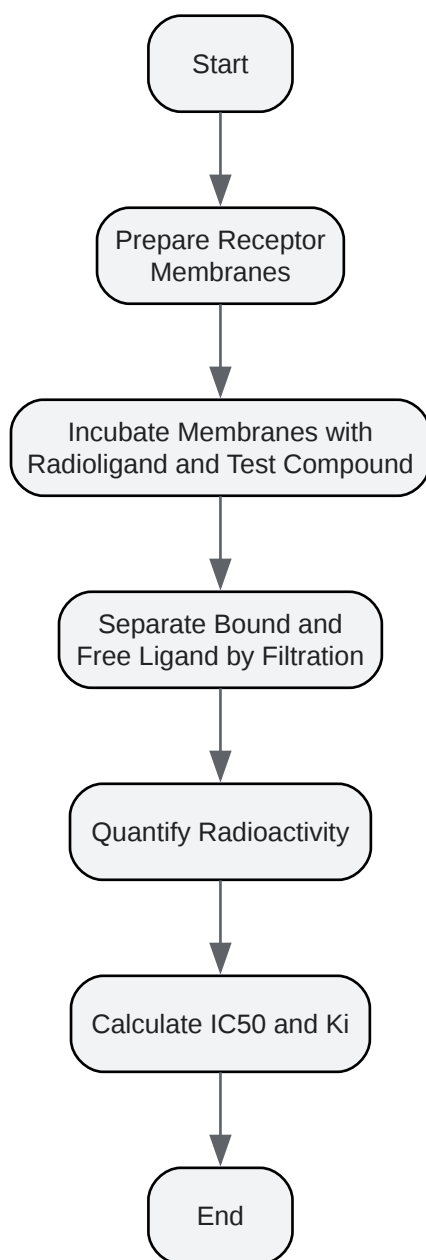 Start
Prepare Receptor
Membranes
Incubate Membranes with
Radioligand and Test Compound
Separate Bound and
Free Ligand by Filtration
Quantify Radioactivity
Calculate IC50 and Ki
End